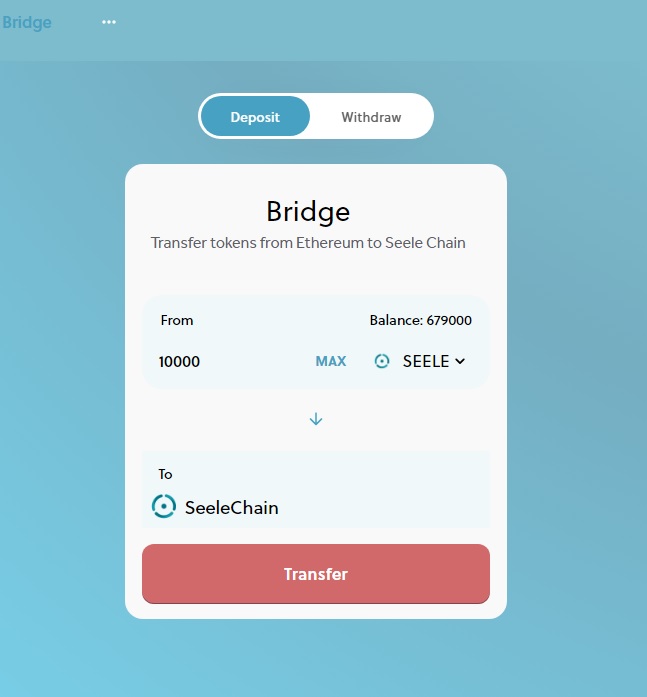 Bridge ...
Deposit Withdraw
Bridge
Transfer tokens from Ethereum to Seele Chain
From Balance: 679000
10000 MAX SEELE
To
SeeleChain
Transfer